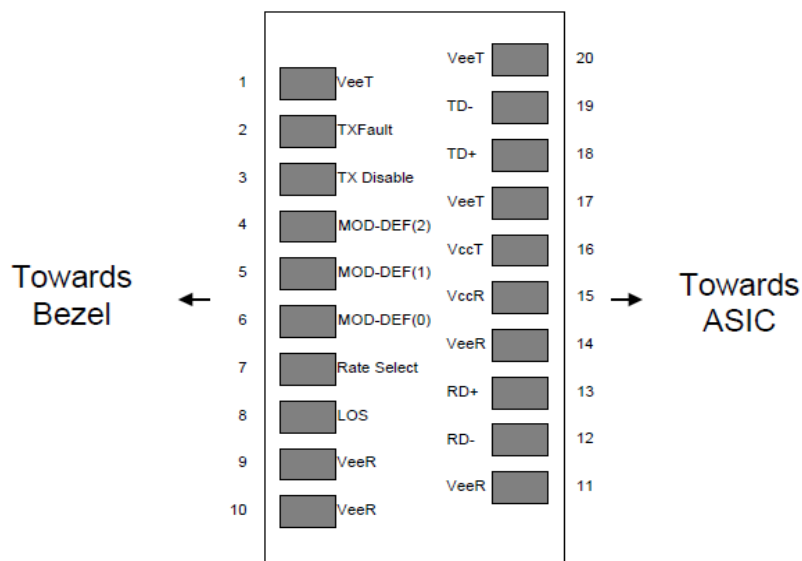 VeeT 20
1 VeeT
TD- 19
2 TXFault
TD+ 18
3 TX Disable
VeeT 17
4 MOD-DEF(2)
VccT 16
5 MOD-DEF(1)
Towards
Bezel
VccR 15
Towards
ASIC
6 MOD-DEF(0)
VeeR 14
7 Rate Select
RD+ 13
8 LOS
RD- 12
9 VeeR
VeeR 11
10 VeeR